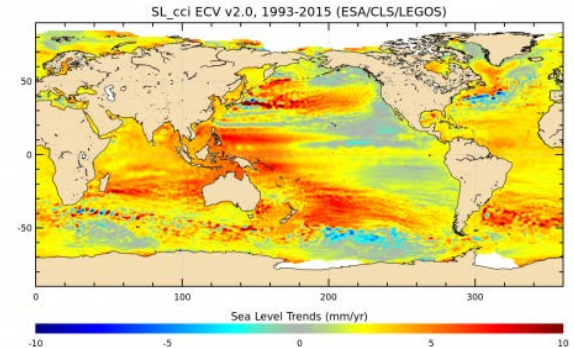 SL_cci ECV v2.0, 1993-2015 (ESA/CLS/LEGOS)
50
0
-50
0 100 200 300
Sea Level Trends (mm/yr)
-10 -5 0 5 10